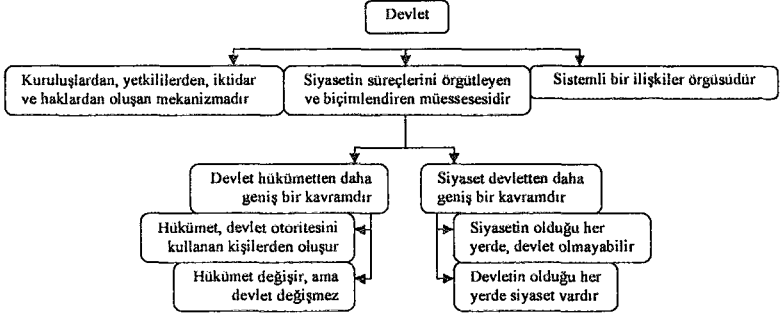 Devlet
Kuruluşlardan, yetkililerden, iktidar
ve haklardan oluşan mekanizmadır
Siyasetin süreçlerini örgütleyen
ve biçimlendiren müessesesidir
Sistemli bir ilişkiler örgüsüdür
Devlet hükümetten daha
geniş bir kavramdır
Hükümet, devlet otoritesini
kullanan kişilerden oluşur
Hükümet değişir, ama
devlet değişmez
Siyaset devletten daha
geniş bir kavramdır
Siyasetin olduğu her
yerde, devlet olmayabilir
Devletin olduğu her
yerde siyaset vardır